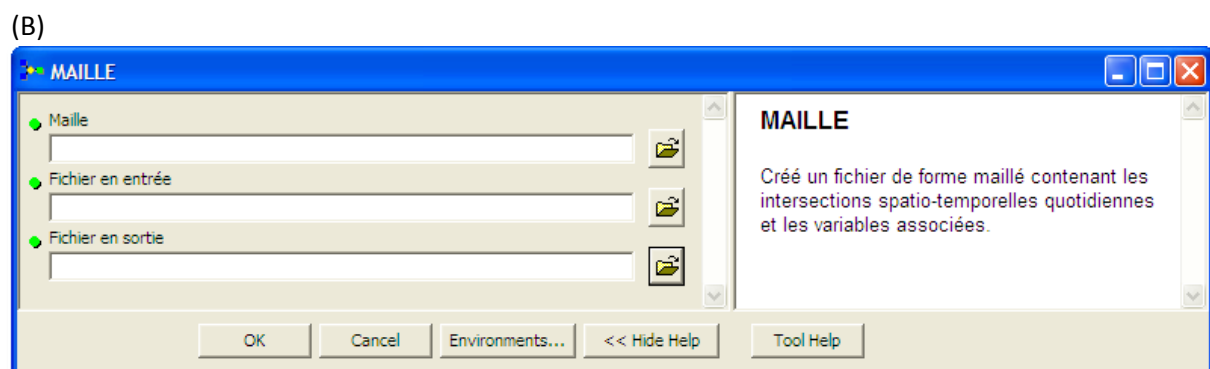 (B)
MAILLE
Maille
Fichier en entrée
Fichier en sortie
MAILLE
Créé un fichier de forme maillé contenant les
intersections spatio-temporelles quotidiennes
et les variables associées.
OK Cancel Environments... << Hide Help Tool Help